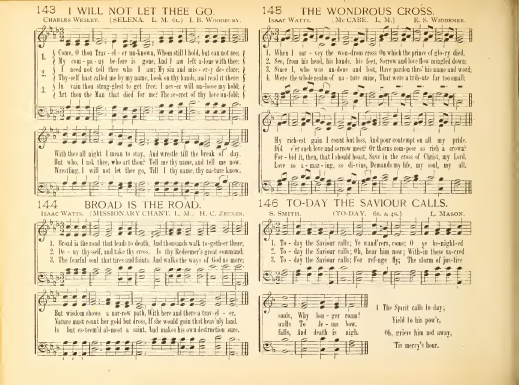 143 I WILL NOT LET THEE GO.
CHARLES WESLEY. (SELENA. L. M. 6L.) I. B. WOODBURY.
1. { Come, O thou Trav - el - er un-known, Whom still I hold, but can not see;
{ My com - pa - ny be-fore is gone, And I am left a-lone with thee;
2. { I need not tell thee who I am; My sin and mis - er - y de-clare;
{ Thy-self hast called me by my name, Look on thy hands, and read it there;
3. { In vain thou strug-glest to get free; I nev-er will un-loose my hold;
{ Art thou the Man that died for me? The se-cret of thy love un-fold;
With thee all night I mean to stay, And wrestle till the break of day.
But who, I ask thee, who art thou? Tell me thy name, and tell me now.
Wrestling, I will not let thee go, Till I thy name, thy na-ture know.
144 BROAD IS THE ROAD.
ISAAC WATTS. (MISSIONARY CHANT. L. M.) H. C. ZEUNER.
1. Broad is the road that leads to death, And thousands walk to-geth-er there;
2. De - ny thy-self, and take thy cross, Is thy Redeemer's great command;
3. The fearful soul that tires and faints, And walks the ways of God no more,
But wisdom shows a nar-row path, With here and there a trav-el - er.
Nature must count her gold but dross, If she would gain that heav'nly land.
Is but es-teem'd al-most a saint, And makes his own destruction sure.
145 THE WONDROUS CROSS.
ISAAC WATTS. (McCABE. L. M.) E. S. WIDDEMER.
1. When I sur - vey the won-drous cross On which the prince of glo-ry died,
2. See, from his head, his hands, his feet, Sorrow and love flow mingled down;
3. Since I, who was undone and lost, Have pardon thro' his name and word;
4. Were the whole realm of na - ture mine, That were a trib-ute far too small;
My rich-est gain I count but loss, And pour contempt on all my pride.
Did e'er such love and sorrow meet? Or thorns com-pose so rich a crown?
For - bid it, then, that I should boast, Save in the cross of Christ, my Lord.
Love so a - maz - ing, so di-vine, Demands my life, my soul, my all.
146 TO-DAY THE SAVIOUR CALLS.
S. SMITH. (TO-DAY. 6s. & 4s.) L. MASON.
1. To - day the Saviour calls; Ye wand'rers, come; O ye be-night-ed
2. To - day the Saviour calls; Oh, hear him now; With-in these sa-cred
3. To - day the Saviour calls; For ref-uge fly; The storm of jus-tice
souls, Why lon - ger roam?
walls To Je - sus bow.
falls, And death is nigh.
4 The Spirit calls to-day;
Yield to his pow'r,
Oh, grieve him not away,
'Tis mercy's hour.